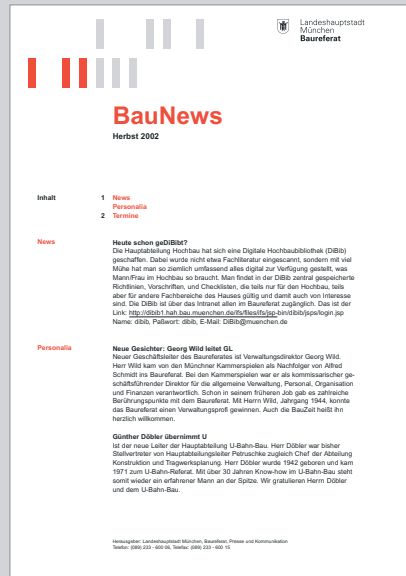 Landeshauptstadt
München
Baureferat
BauNews
Herbst 2002
Inhalt 1 News
Personalia
2 Termine
News
Heute schon geDiBibt?
Die Hauptabteilung Hochbau hat sich eine Digitale Hochbaubibliothek (DiBib)
geschaffen. Dabei wurde nicht etwa Fachliteratur eingescannt, sondern mit viel
Mühe hat man so ziemlich umfassend alles digital zur Verfügung gestellt, was
Mann/Frau im Hochbau so braucht. Man findet in der DiBib zentral gespeicherte
Richtlinien, Vorschriften, und Checklisten, die teils nur für den Hochbau, teils
aber für andere Fachbereiche des Hauses gültig und damit auch von Interesse
sind. Die DiBib ist über das Intranet allen im Baureferat zugänglich. Das ist der
Link: http://dibib1.hah.bau.muenchen.de/ifs/files/ifs/jsp-bin/dibib/jsps/login.jsp
Name: dibib, Paßwort: dibib, E-Mail: DiBib@muenchen.de
Personalia
Neue Gesichter: Georg Wild leitet GL
Neuer Geschäftsleiter des Baureferates ist Verwaltungsdirektor Georg Wild.
Herr Wild kam von den Münchner Kammerspielen als Nachfolger von Alfred
Schmidt ins Baureferat. Bei den Kammerspielen war er als kommissarischer ge-
schäftsführender Direktor für die allgemeine Verwaltung, Personal, Organisation
und Finanzen verantwortlich. Schon in seinem früheren Job gab es zahlreiche
Berührungspunkte mit dem Baureferat. Mit Herrn Wild, Jahrgang 1944, konnte
das Baureferat einen Verwaltungsprofi gewinnen. Auch die BauZeit heißt ihn
herzlich willkommen.
Günther Döbler übernimmt U
Ist der neue Leiter der Hauptabteilung U-Bahn-Bau. Herr Döbler war bisher
Stellvertreter von Hauptabteilungsleiter Petruschke zugleich Chef der Abteilung
Konstruktion und Tragwerksplanung. Herr Döbler wurde 1942 geboren und kam
1971 zum U-Bahn-Referat. Mit über 30 Jahren Know-how im U-Bahn-Bau steht
somit wieder ein erfahrener Mann an der Spitze. Wir gratulieren Herrn Döbler
und dem U-Bahn-Bau.
Herausgeber: Landeshauptstadt München, Baureferat, Presse und Kommunikation
Telefon: (089) 233 - 600 06, Telefax: (089) 233 - 600 15